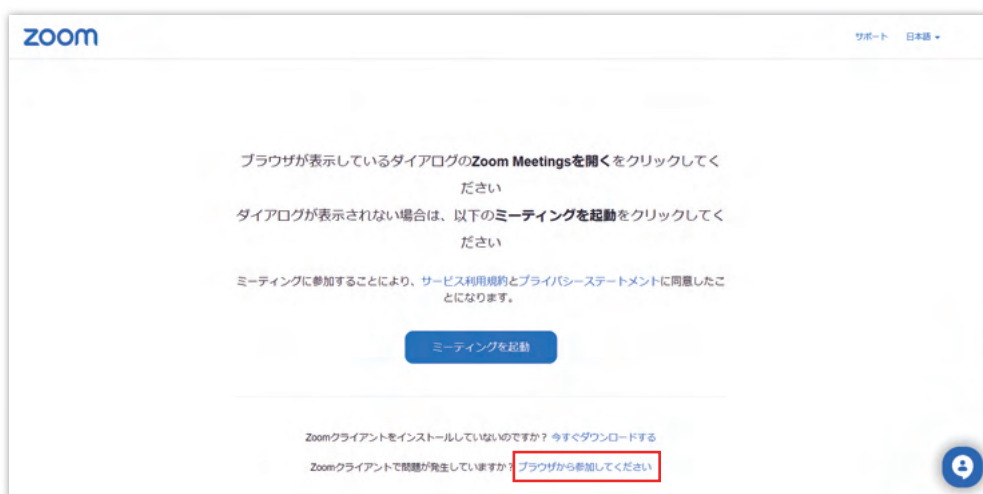 zoom
サポート 日本語
ブラウザが表示しているダイアログのZoom Meetingsを開くをクリックしてく
ださい
ダイアログが表示されない場合は、以下のミーティングを起動をクリックしてく
ださい
ミーティングに参加することにより、サービス利用規約とプライバシーステートメントに同意したこ
とになります。
ミーティングを起動
Zoomクライアントをインストールしていないのですか？ 今すぐダウンロードする
Zoomクライアントで問題が発生していますか？ ブラウザから参加してください